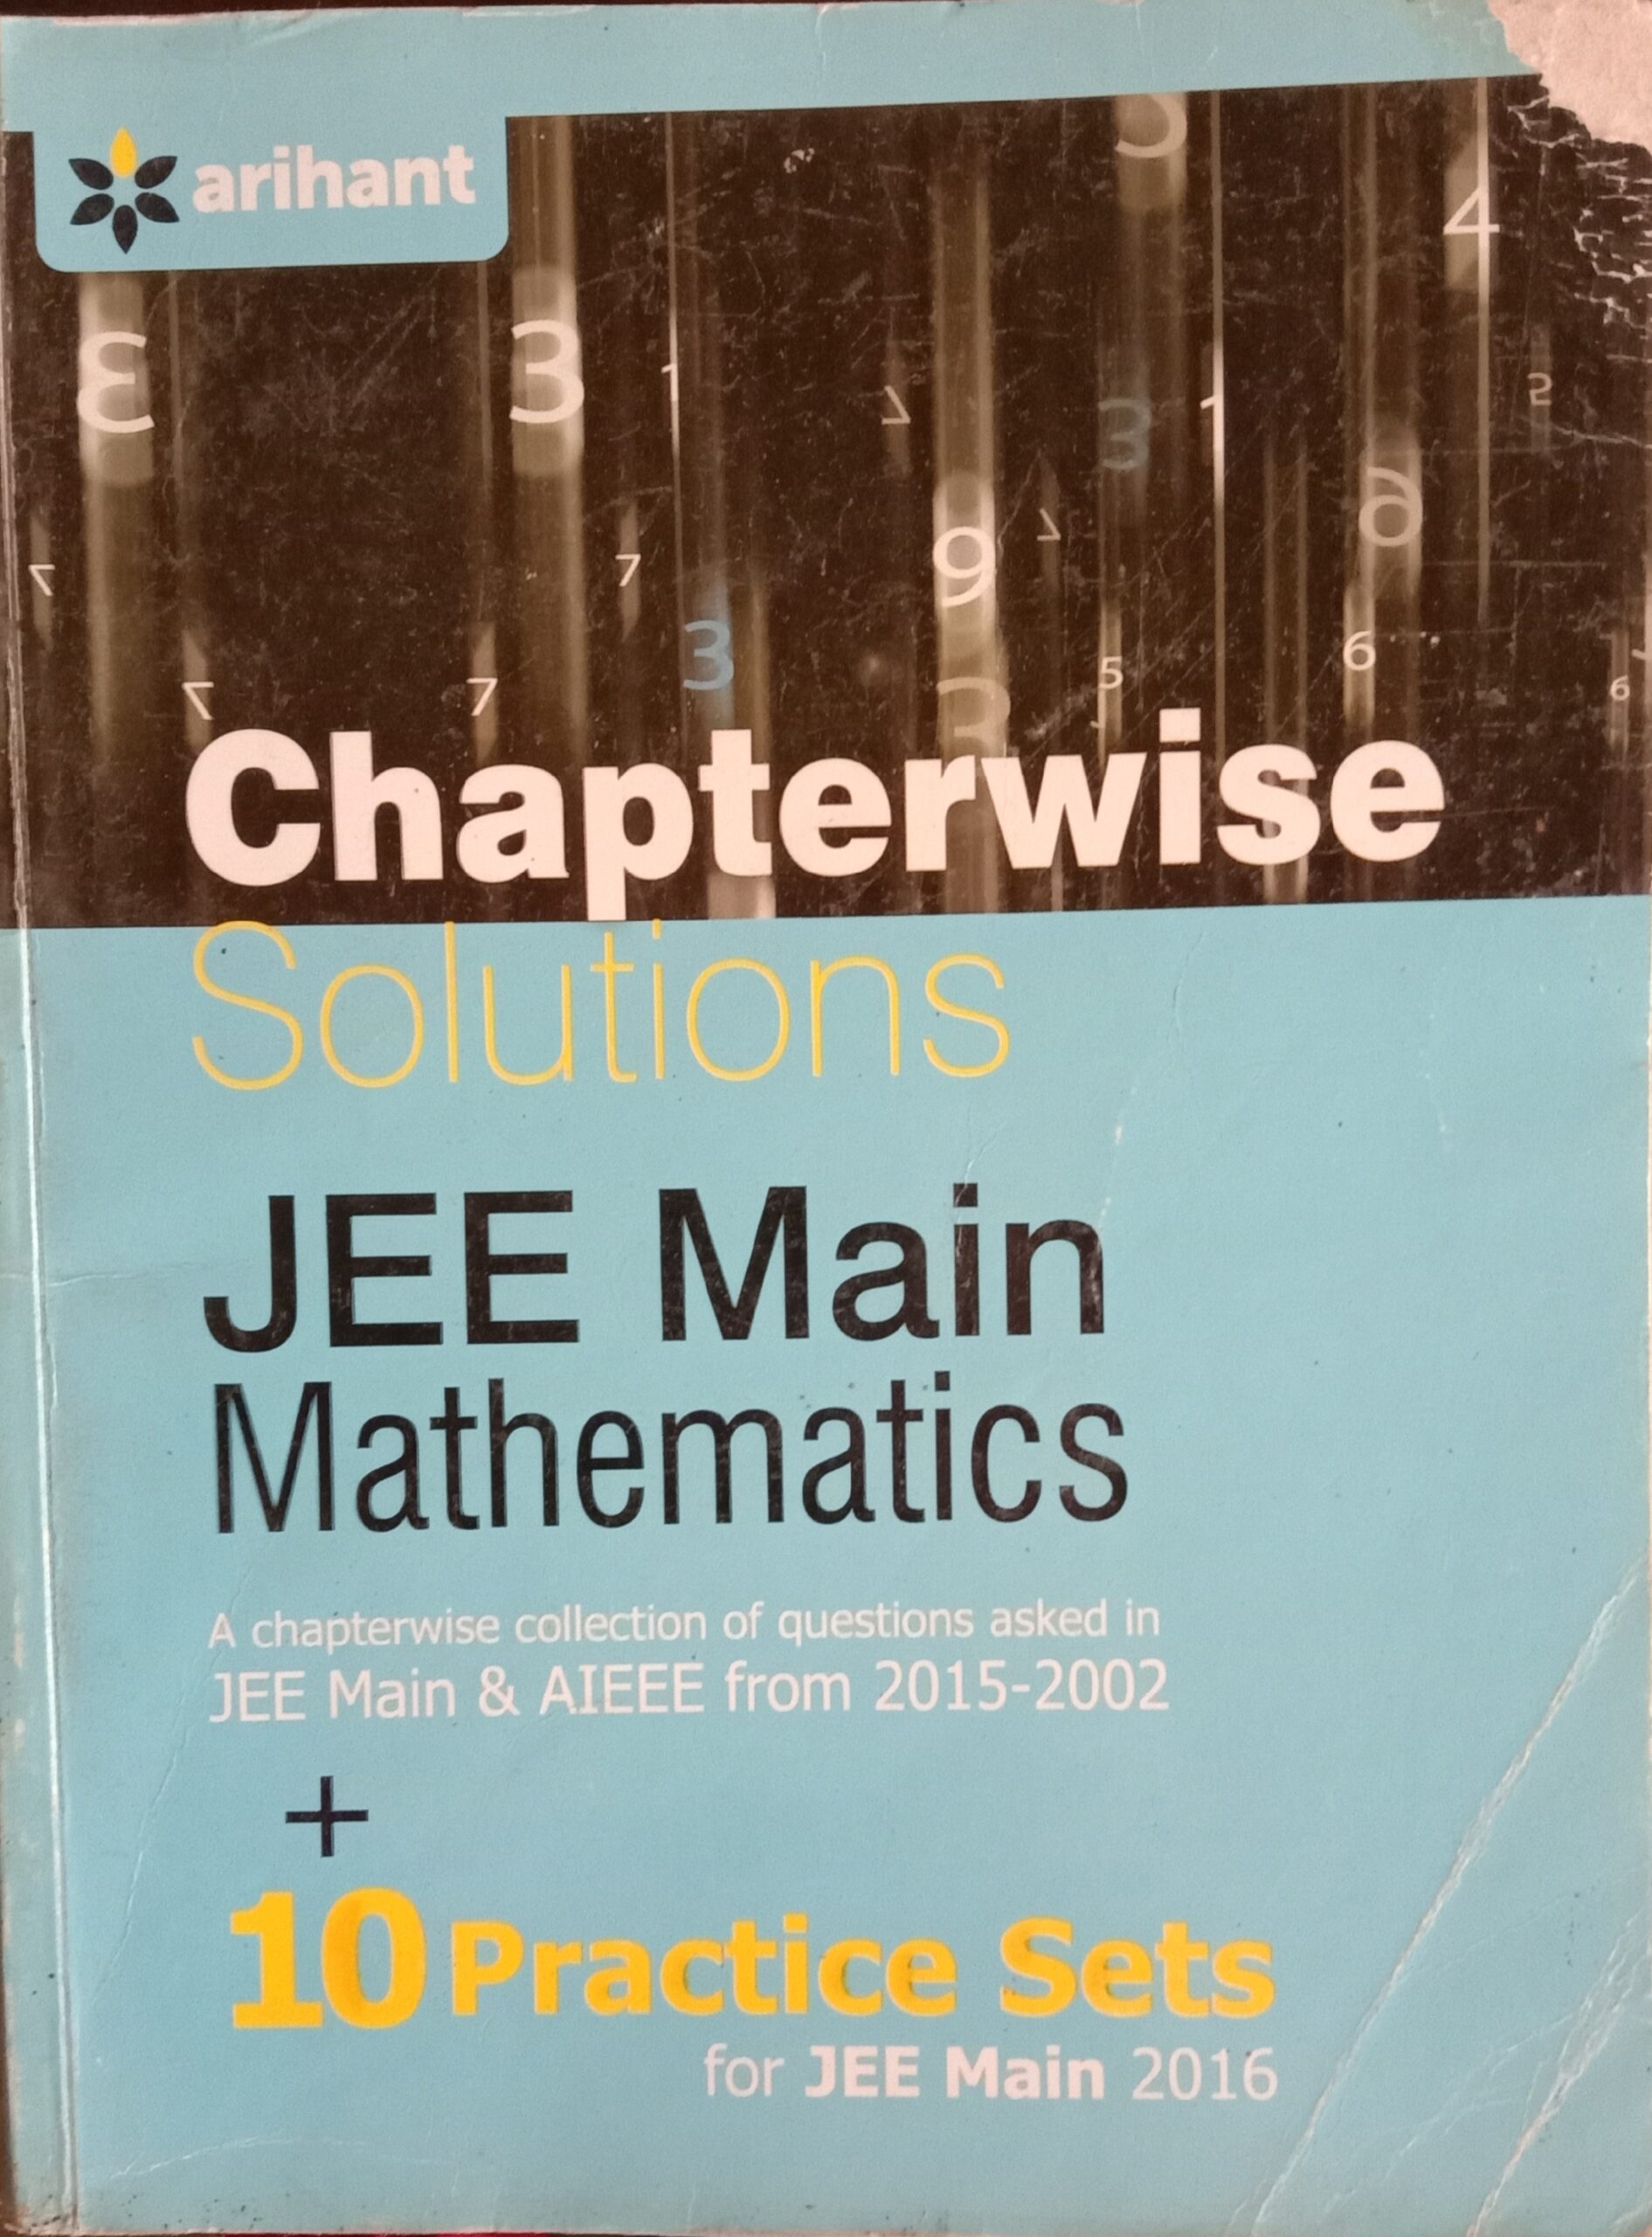 arihant
Chapterwise
Solutions
JEE Main
Mathematics
A chapterwise collection of questions asked in
JEE Main & AIEEE from 2015-2002
+
10 Practice Sets
for JEE Main 2016